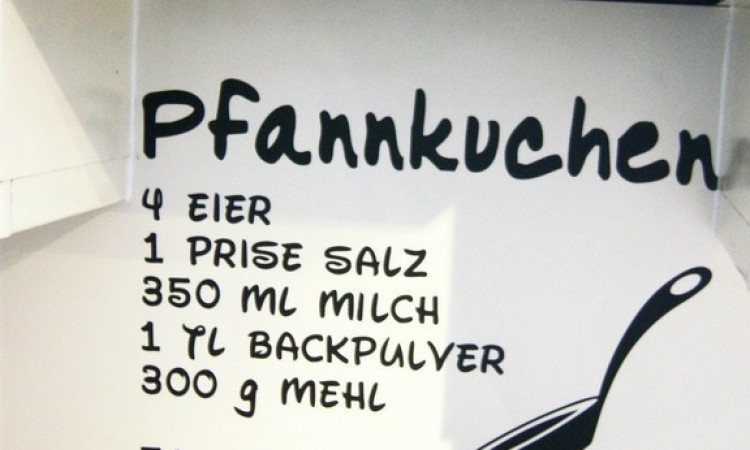 Pfannkuchen
4 EIER
1 PRISE SALZ
350 ML MILCH
1 TL BACKPULVER
300 g MEHL